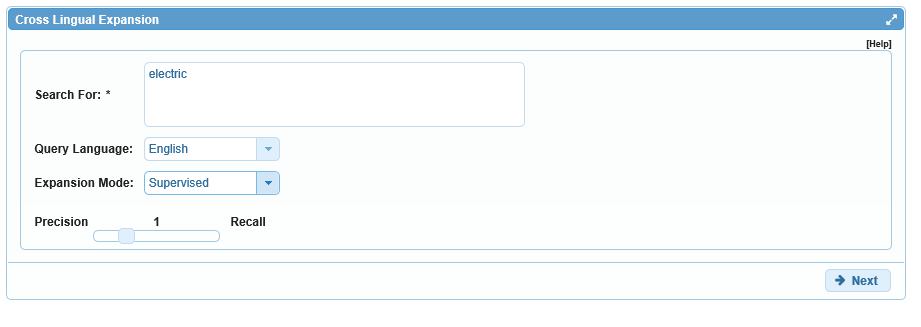 Cross Lingual Expansion
[Help]
Search For: * electric
Query Language: English
Expansion Mode: Supervised
Precision 1 Recall
Next